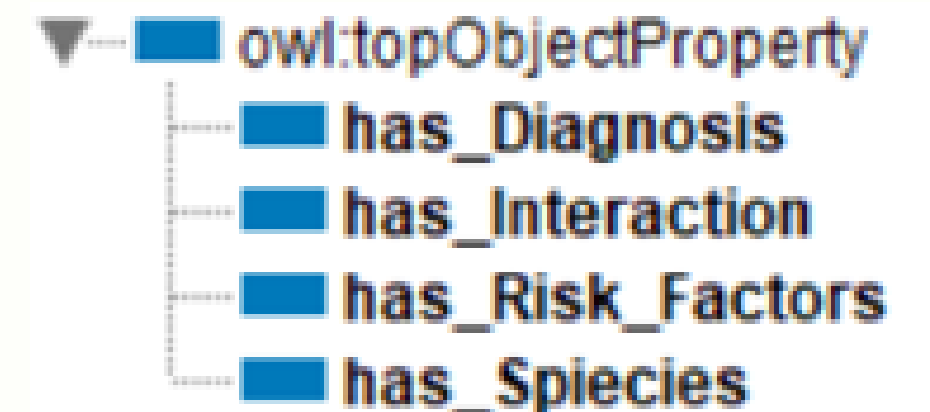 owl:topObjectProperty
has_Diagnosis
has_Interaction
has_Risk_Factors
has_Spiecies